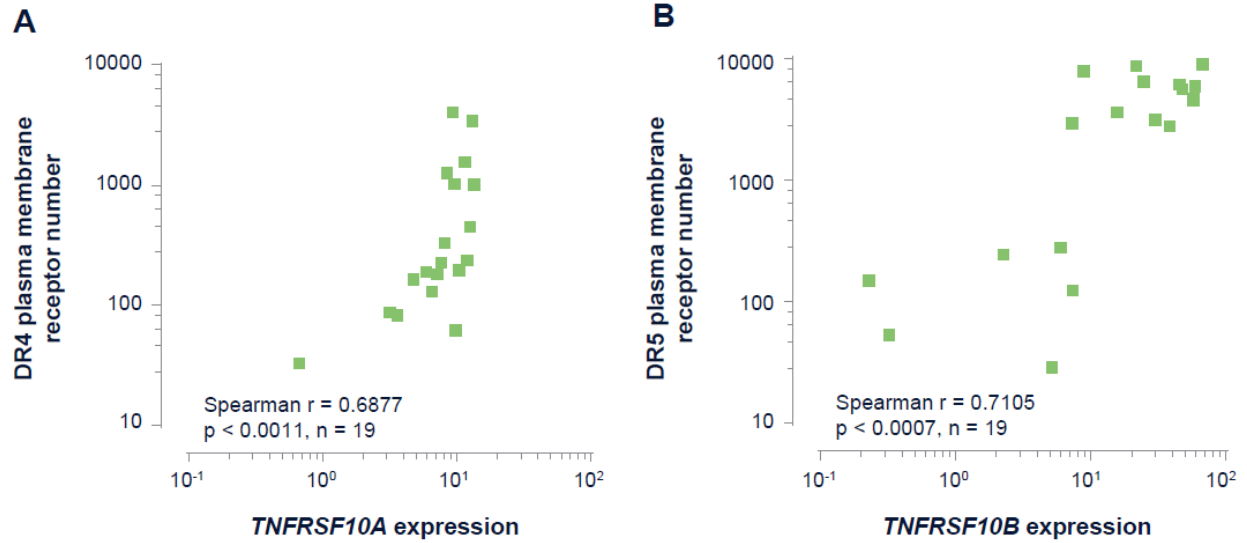 A
DR4 plasma membrane
receptor number
10000
1000
100
10
Spearman r = 0.6877
p < 0.0011, n = 19
10⁻¹ 10⁰ 10¹ 10²
TNFRSF10A expression
B
DR5 plasma membrane
receptor number
10000
1000
100
10
Spearman r = 0.7105
p < 0.0007, n = 19
10⁻¹ 10⁰ 10¹ 10²
TNFRSF10B expression